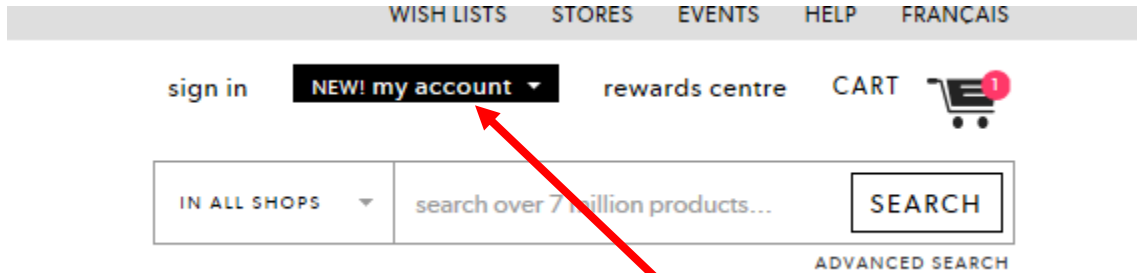 WISH LISTS STORES EVENTS HELP FRANÇAIS
sign in NEW! my account rewards centre CART 1
IN ALL SHOPS search over 7 million products... SEARCH
ADVANCED SEARCH